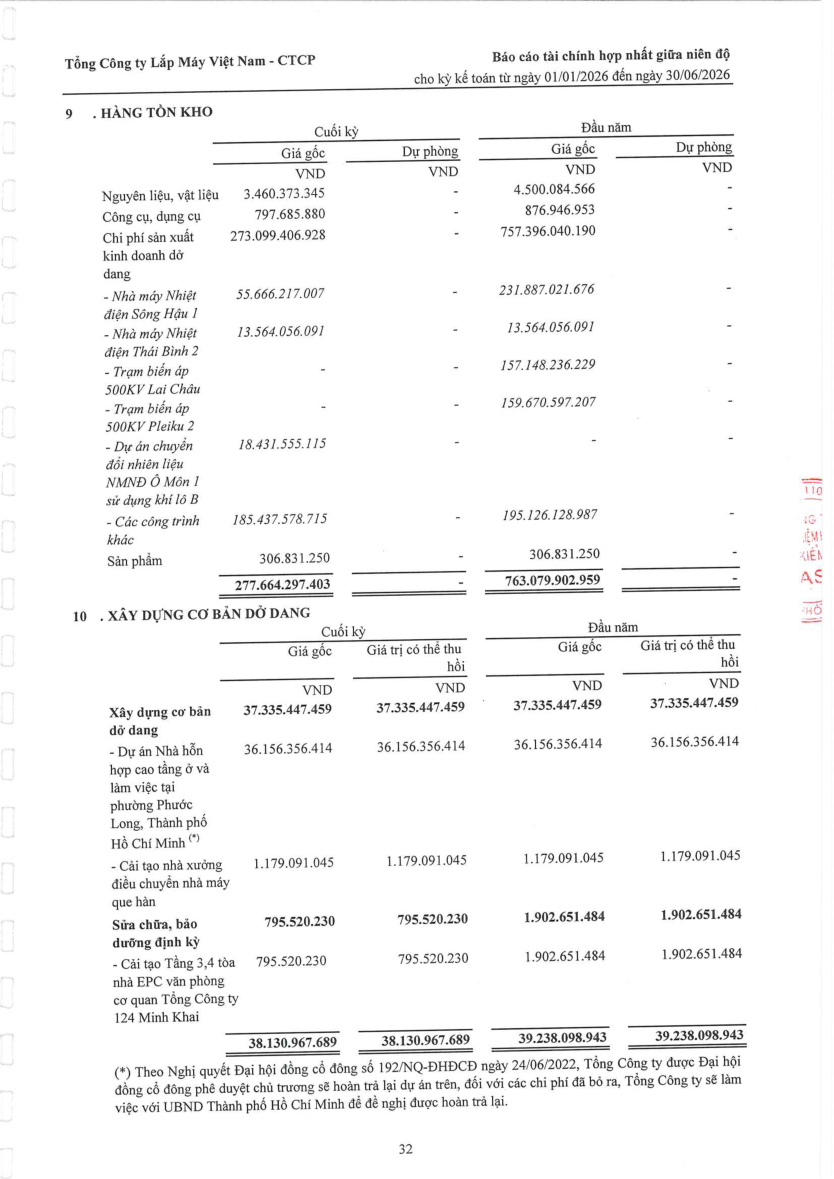 Tổng Công ty Lắp Máy Việt Nam - CTCP
Báo cáo tài chính hợp nhất giữa niên độ
cho kỳ kế toán từ ngày 01/01/2026 đến ngày 30/06/2026
9 . HÀNG TỒN KHO
Cuối kỳ Đầu năm
Giá gốc Dự phòng Giá gốc Dự phòng
VND VND VND VND
Nguyên liệu, vật liệu 3.460.373.345 - 4.500.084.566 -
Công cụ, dụng cụ 797.685.880 - 876.946.953 -
Chi phí sản xuất 273.099.406.928 - 757.396.040.190 -
kinh doanh dở
dang
- Nhà máy Nhiệt 55.666.217.007 - 231.887.021.676 -
điện Sông Hậu 1
- Nhà máy Nhiệt 13.564.056.091 - 13.564.056.091 -
điện Thái Bình 2
- Trạm biến áp - - 157.148.236.229 -
500KV Lai Châu
- Trạm biến áp - - 159.670.597.207 -
500KV Pleiku 2
- Dự án chuyển 18.431.555.115 - - -
đổi nhiên liệu
NMNĐ Ô Môn 1
sử dụng khí lô B
- Các công trình 185.437.578.715 - 195.126.128.987 -
khác
Sản phẩm 306.831.250 - 306.831.250 -
277.664.297.403 - 763.079.902.959 -
10 . XÂY DỰNG CƠ BẢN DỞ DANG
Cuối kỳ Đầu năm
Giá gốc Giá trị có thể thu Giá gốc Giá trị có thể thu
hồi hồi
VND VND VND VND
Xây dựng cơ bản 37.335.447.459 37.335.447.459 37.335.447.459 37.335.447.459
dở dang
- Dự án Nhà hỗn 36.156.356.414 36.156.356.414 36.156.356.414 36.156.356.414
hợp cao tầng ở và
làm việc tại
phường Phước
Long, Thành phố
Hồ Chí Minh (*)
- Cải tạo nhà xưởng 1.179.091.045 1.179.091.045 1.179.091.045 1.179.091.045
điều chuyển nhà máy
que hàn
Sửa chữa, bảo 795.520.230 795.520.230 1.902.651.484 1.902.651.484
dưỡng định kỳ
- Cải tạo Tầng 3,4 tòa 795.520.230 795.520.230 1.902.651.484 1.902.651.484
nhà EPC văn phòng
cơ quan Tổng Công ty
124 Minh Khai
38.130.967.689 38.130.967.689 39.238.098.943 39.238.098.943
(*) Theo Nghị quyết Đại hội đồng cổ đông số 192/NQ-ĐHĐCĐ ngày 24/06/2022, Tổng Công ty được Đại hội
đồng cổ đông phê duyệt chủ trương sẽ hoàn trả lại dự án trên, đối với các chi phí đã bỏ ra, Tổng Công ty sẽ làm
việc với UBND Thành phố Hồ Chí Minh để đề nghị được hoàn trả lại.
32